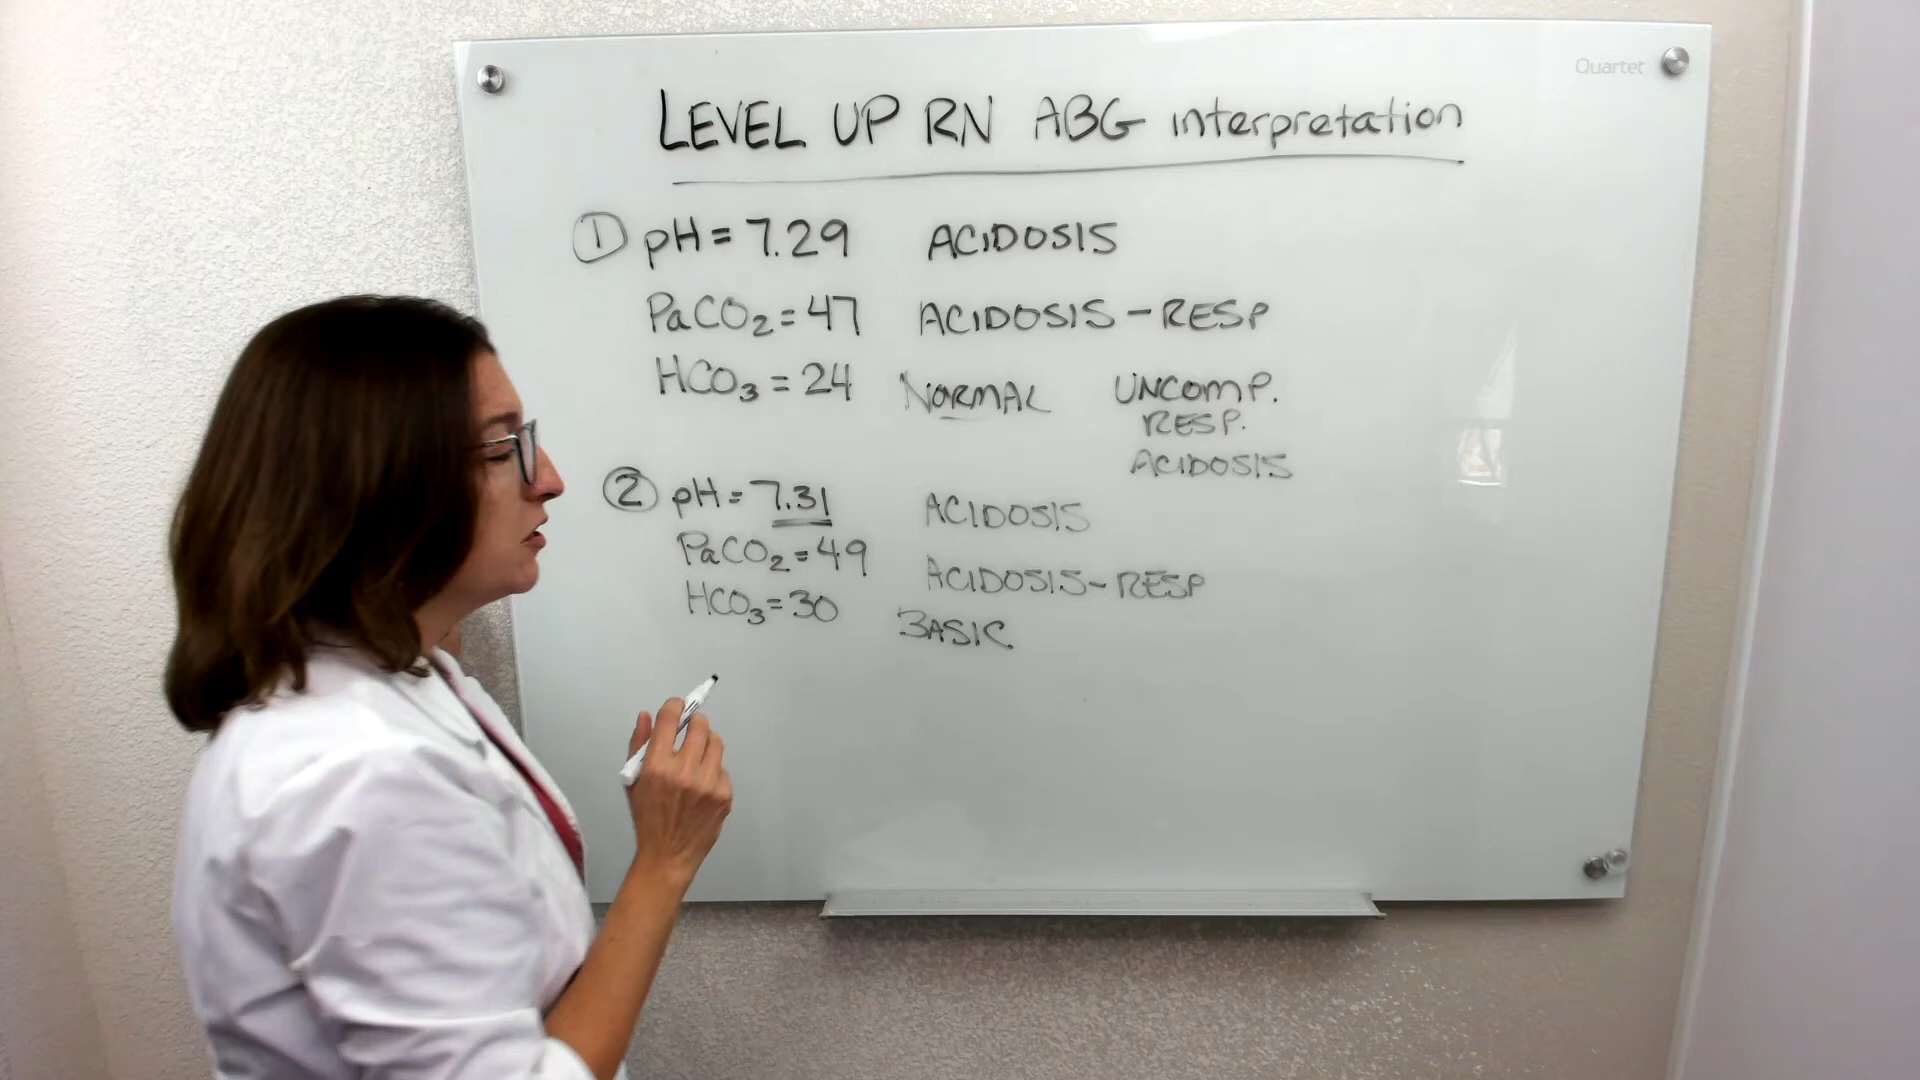 Quartet
LEVEL UP RN ABG interpretation
① pH = 7.29 ACIDOSIS
PaCO₂ = 47 ACIDOSIS - RESP
HCO₃ = 24 NORMAL UNCOMP.
RESP.
ACIDOSIS
② pH = 7.31 ACIDOSIS
PaCO₂ = 49 ACIDOSIS - RESP
HCO₃ = 30 BASIC